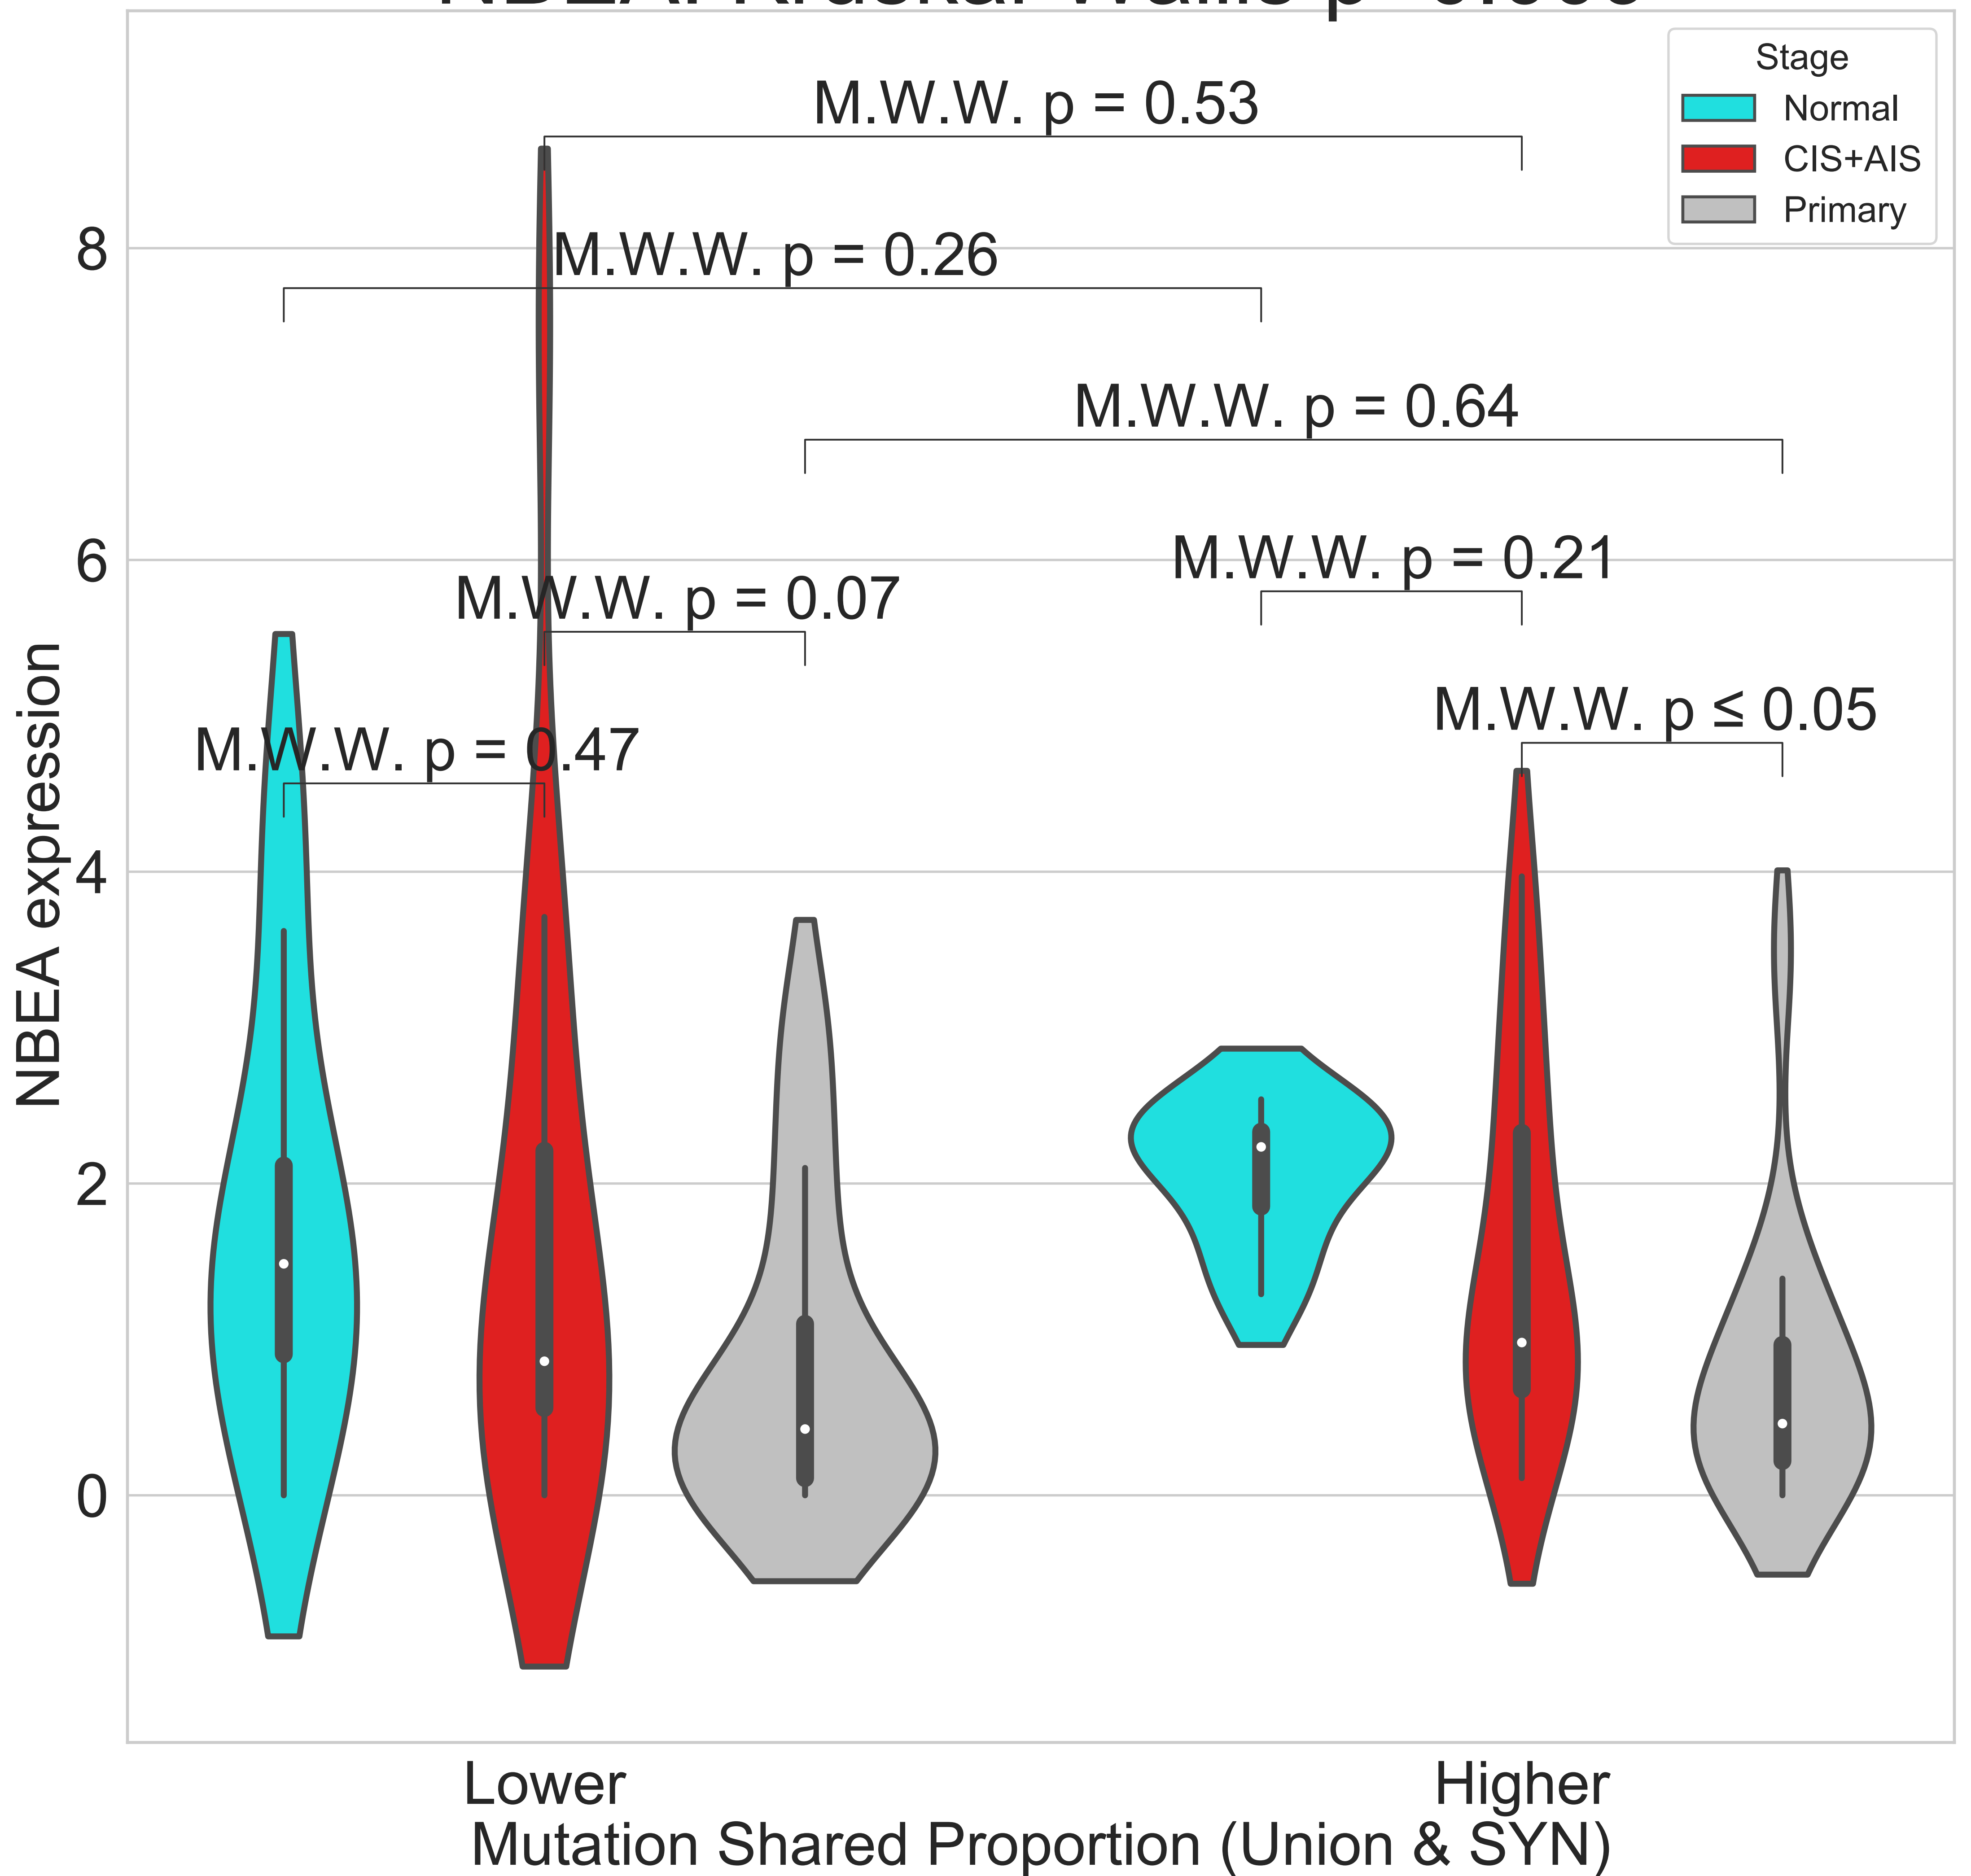 Stage
Normal
CIS+AIS
Primary
M.W.W. p = 0.53
M.W.W. p = 0.26
M.W.W. p = 0.64
M.W.W. p = 0.21
M.W.W. p = 0.07
M.W.W. p ≤ 0.05
M.W.W. p = 0.47
NBEA expression
8
6
4
2
0
Lower
Higher
Mutation Shared Proportion (Union & SYN)